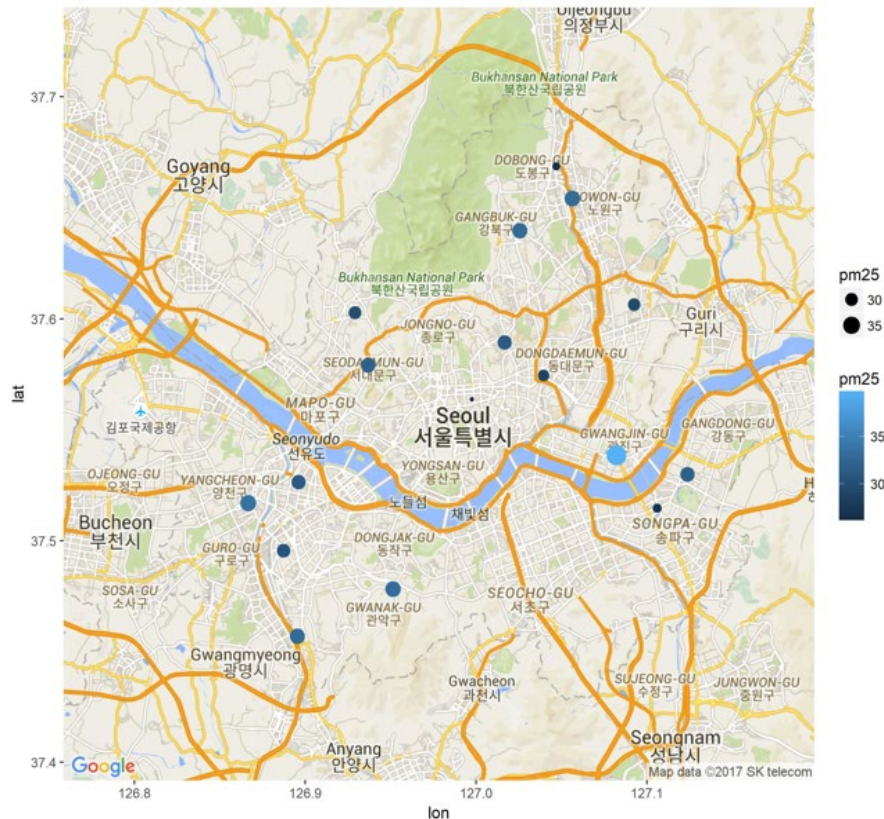 Uijeongbu
의정부시
Bukhansan National Park
북한산국립공원
37.7
DOBONG-GU
도봉구
Goyang
고양시
NOWON-GU
노원구
GANGBUK-GU
강북구
Bukhansan National Park
북한산국립공원
37.6
JONGNO-GU
종로구
Guri
구리시
SEODAEMUN-GU
서대문구
DONGDAEMUN-GU
동대문구
MAPO-GU
마포구
Seoul
서울특별시
김포국제공항
GWANGJIN-GU
광진구
GANGDONG-GU
강동구
Seonyudo
선유도
OJEONG-GU
오정구
YANGCHEON-GU
양천구
YONGSAN-GU
용산구
노들섬
채빛섬
Bucheon
부천시
SONGPA-GU
송파구
37.5
GURO-GU
구로구
DONGJAK-GU
동작구
SOSA-GU
소사구
GWANAK-GU
관악구
SEOCHO-GU
서초구
Gwangmyeong
광명시
Gwacheon
과천시
SUJEONG-GU
수정구
JUNGWON-GU
중원구
Anyang
안양시
Seongnam
성남시
37.4
Google
Map data ©2017 SK telecom
126.8
126.9
127.0
127.1
lon
lat
pm25
30
35
pm25
35
30